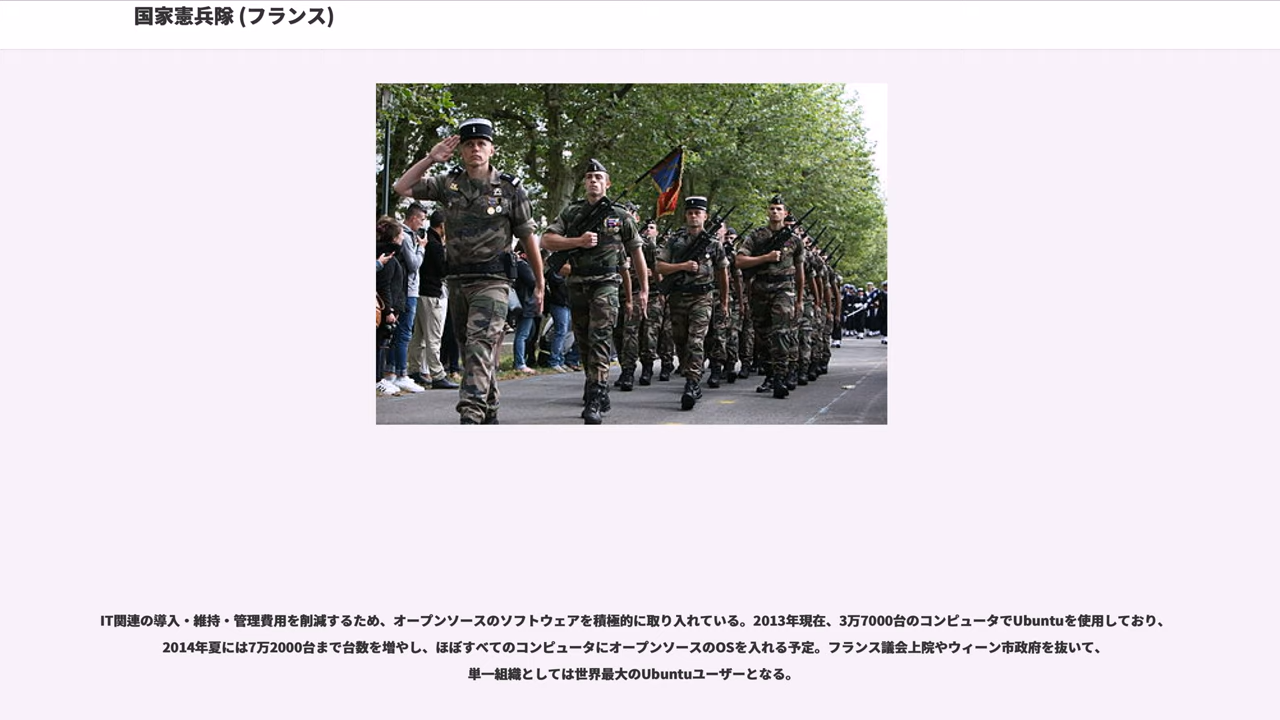 国家憲兵隊 (フランス)
IT関連の導入・維持・管理費用を削減するため、オープンソースのソフトウェアを積極的に取り入れている。2013年現在、3万7000台のコンピュータでUbuntuを使用しており、
2014年夏には7万2000台まで台数を増やし、ほぼすべてのコンピュータにオープンソースのOSを入れる予定。フランス議会上院やウィーン市政府を抜いて、
単一組織としては世界最大のUbuntuユーザーとなる。